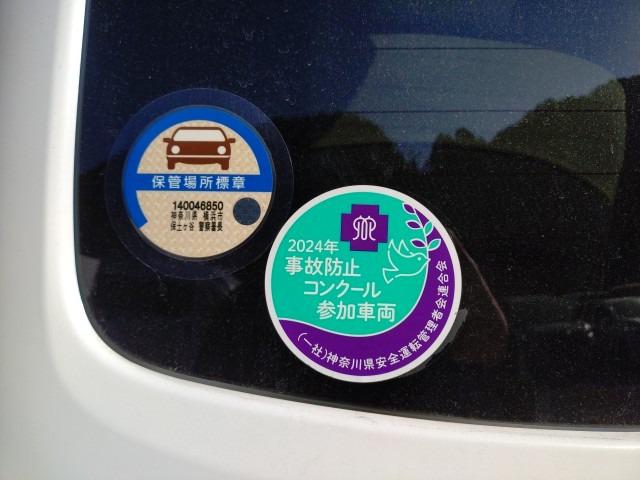 保管場所標章
140046850
神奈川県 横浜市
保土ヶ谷 警察署長
2024年
事故防止
コンクール
参加車両
(一社)神奈川県安全運転管理者会連合会